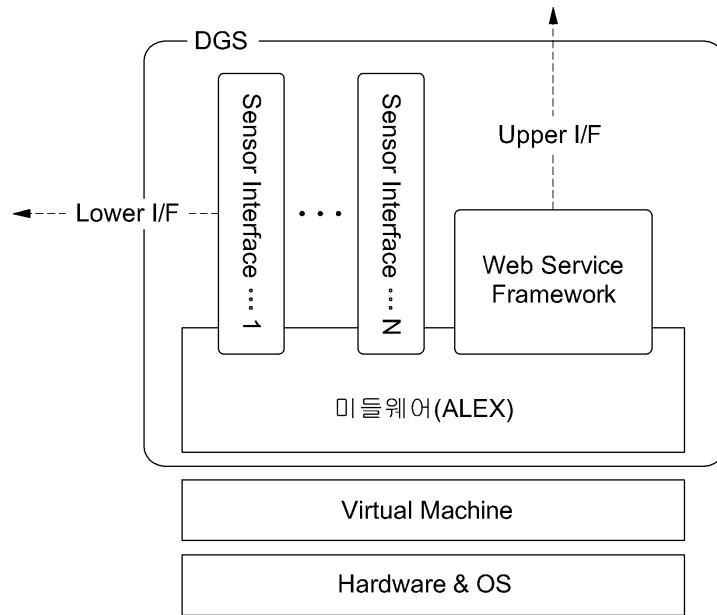 DGS
Sensor Interface ···· 1
Sensor Interface ···· N
Upper I/F
Lower I/F
Web Service
Framework
미들웨어(ALEX)
Virtual Machine
Hardware & OS